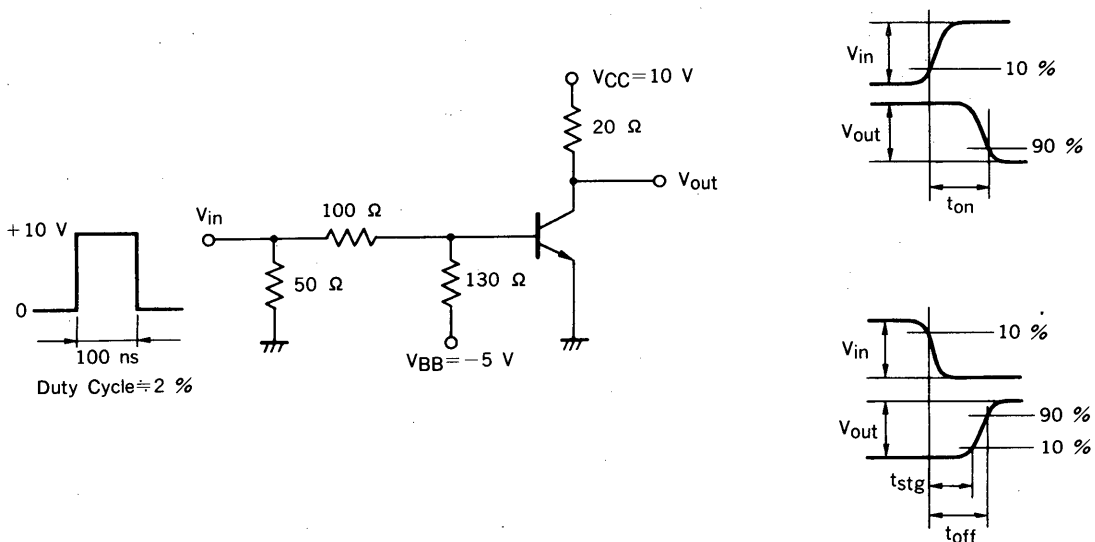 VCC=10 V
20 Ω
Vout
Vin
100 Ω
+10 V
50 Ω
130 Ω
0
100 ns
VBB=−5 V
Duty Cycle≒2 %
Vin
10 %
Vout
90 %
ton
10 %
Vin
90 %
Vout
10 %
tstg
toff